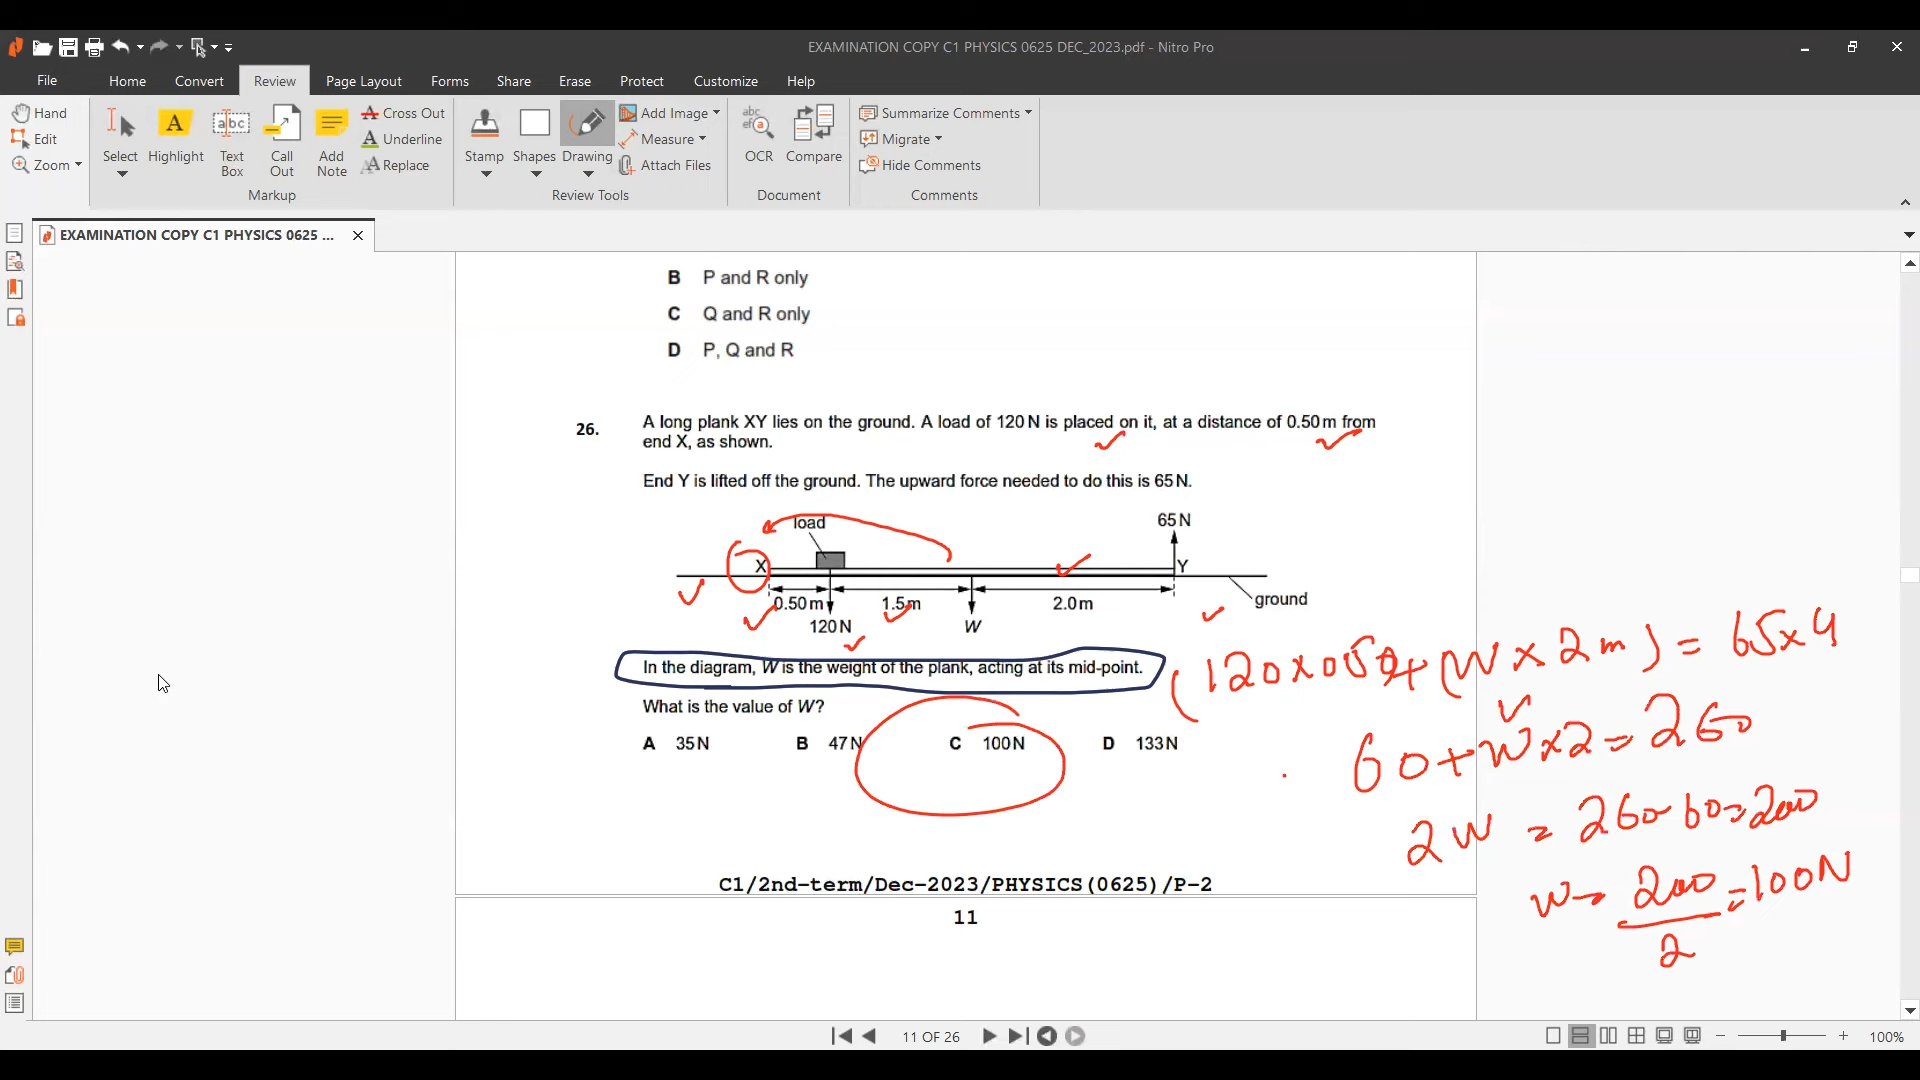 EXAMINATION COPY C1 PHYSICS 0625 DEC_2023.pdf - Nitro Pro
File Home Convert Review Page Layout Forms Share Erase Protect Customize Help
Hand
Edit
Zoom
Select
Highlight
Text Box
Call Out
Add Note
Cross Out
Underline
Replace
Markup
Stamp
Shapes
Drawing
Add Image
Measure
Attach Files
Review Tools
OCR
Compare
Document
Summarize Comments
Migrate
Hide Comments
Comments
EXAMINATION COPY C1 PHYSICS 0625 ...
B P and R only
C Q and R only
D P, Q and R
26. A long plank XY lies on the ground. A load of 120 N is placed on it, at a distance of 0.50 m from
end X, as shown.
End Y is lifted off the ground. The upward force needed to do this is 65 N.
load 65 N
X Y
0.50 m 1.5 m 2.0 m ground
120 N W
In the diagram, W is the weight of the plank, acting at its mid-point.
What is the value of W?
A 35 N B 47 N C 100 N D 133 N
(W x 2m) = 65 x 4
60 + W x 2 = 260
2W = 260 - 60 = 200
W = 200 = 100N
2
C1/2nd-term/Dec-2023/PHYSICS(0625)/P-2
11
11 OF 26
100%